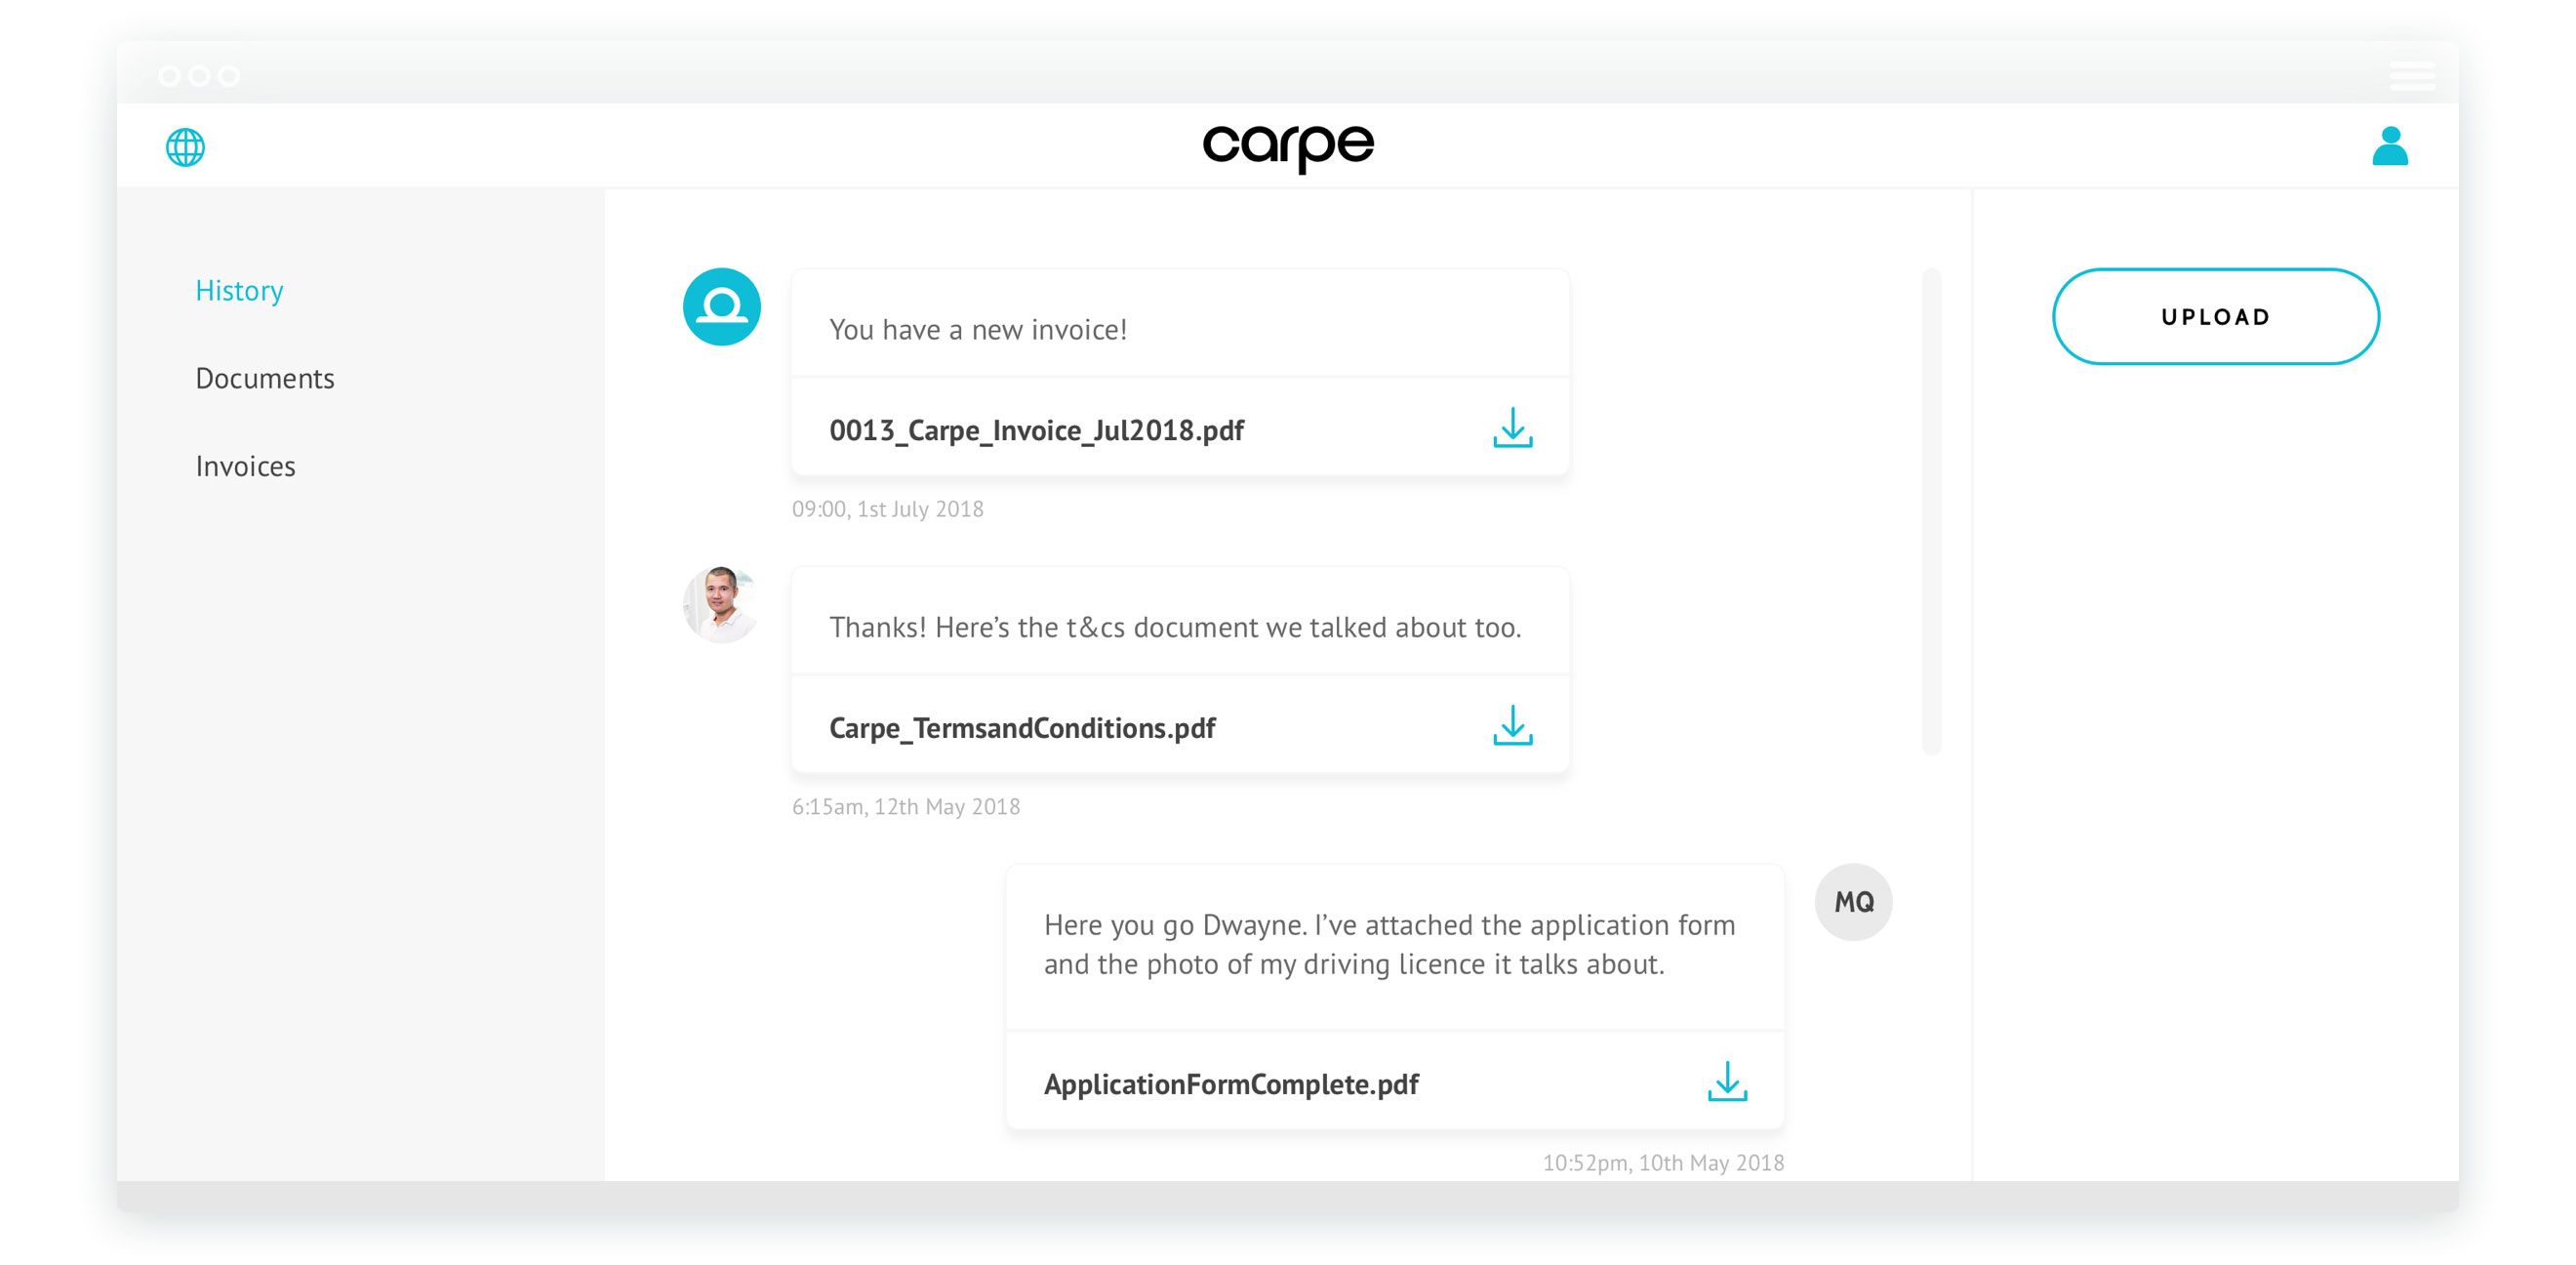 carpe
History
Documents
Invoices
You have a new invoice!
0013_Carpe_Invoice_Jul2018.pdf
09:00, 1st July 2018
Thanks! Here’s the t&cs document we talked about too.
Carpe_TermsandConditions.pdf
6:15am, 12th May 2018
Here you go Dwayne. I’ve attached the application form
and the photo of my driving licence it talks about.
MQ
ApplicationFormComplete.pdf
10:52pm, 10th May 2018
UPLOAD